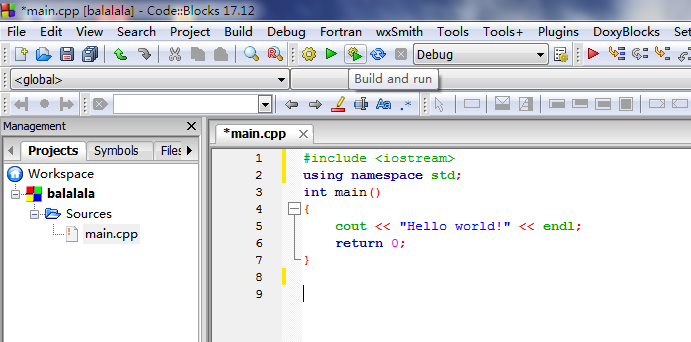 *main.cpp [balalala] - Code::Blocks 17.12
File Edit View Search Project Build Debug Fortran wxSmith Tools Tools+ Plugins DoxyBlocks Set
Debug
<global>
Build and run
Aa .*
Management
Projects Symbols Files
*main.cpp
Workspace
balalala
Sources
main.cpp
1 #include <iostream>
2 using namespace std;
3 int main()
4 {
5 cout << "Hello world!" << endl;
6 return 0;
7 }
8
9